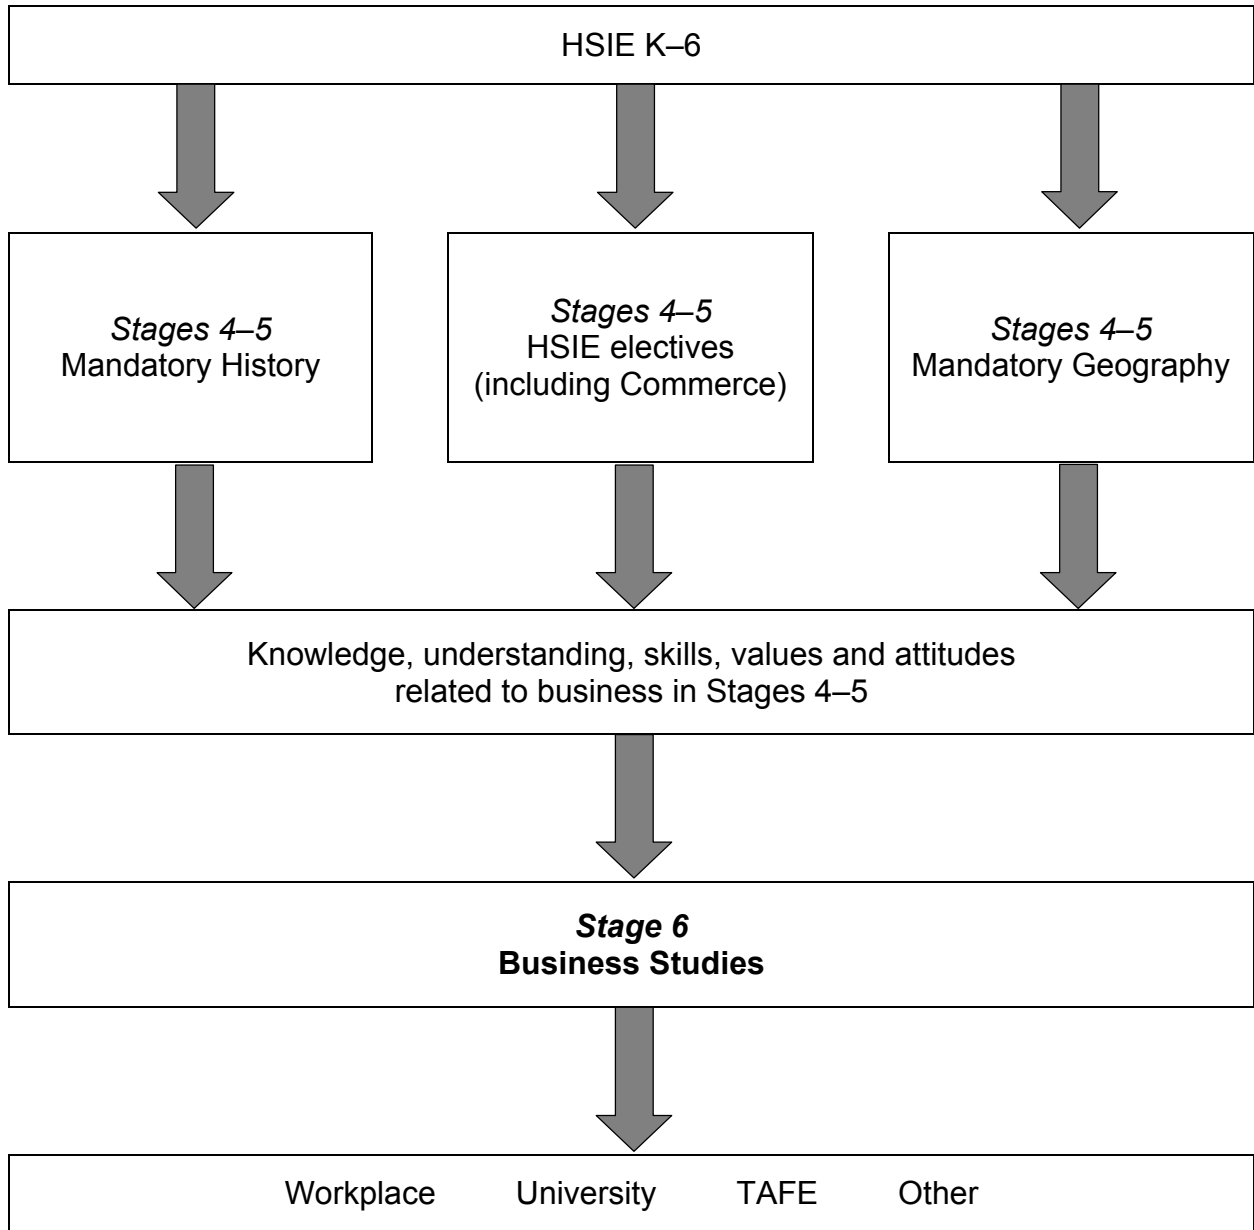 HSIE K–6
Stages 4–5
Mandatory History
Stages 4–5
HSIE electives
(including Commerce)
Stages 4–5
Mandatory Geography
Knowledge, understanding, skills, values and attitudes
related to business in Stages 4–5
Stage 6
Business Studies
Workplace University TAFE Other